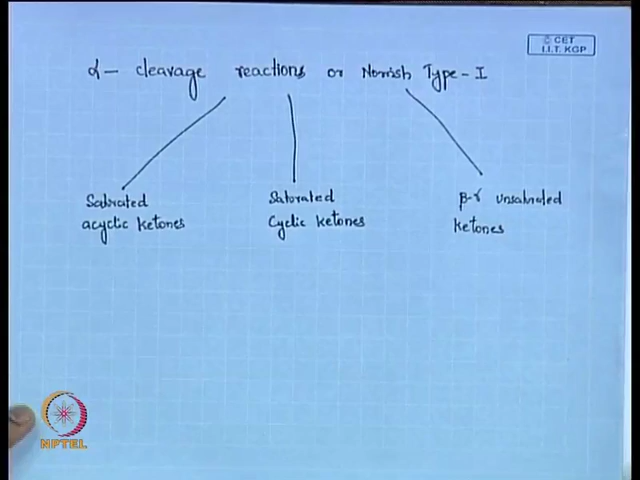 © CET
I.I.T. KGP
α- cleavage reactions or Norrish Type - I
Saturated
acyclic ketones
Saturated
Cyclic ketones
β-γ unsaturated
ketones
NPTEL